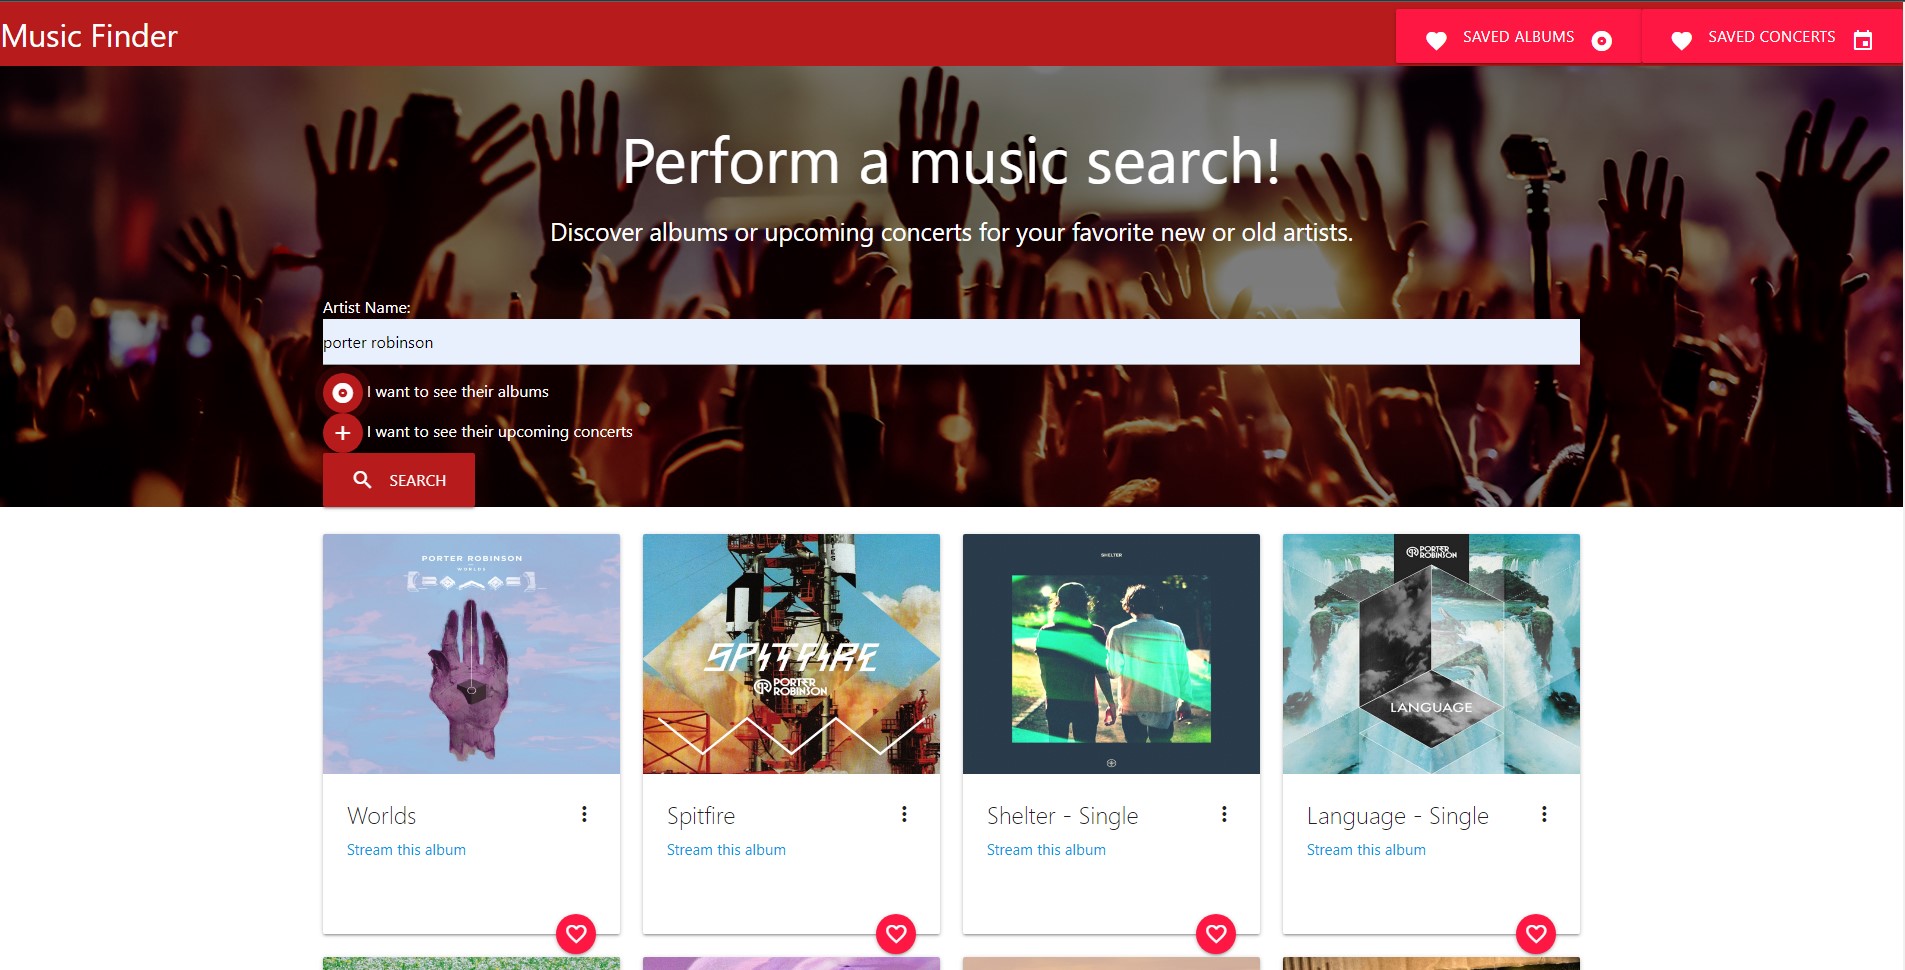 Music Finder
SAVED ALBUMS
SAVED CONCERTS
Perform a music search!
Discover albums or upcoming concerts for your favorite new or old artists.
Artist Name:
porter robinson
I want to see their albums
I want to see their upcoming concerts
SEARCH
PORTER ROBINSON
WORLDS
SPITFIRE
PORTER
ROBINSON
SHELTER
PORTER
ROBINSON
LANGUAGE
Worlds
Stream this album
Spitfire
Stream this album
Shelter - Single
Stream this album
Language - Single
Stream this album